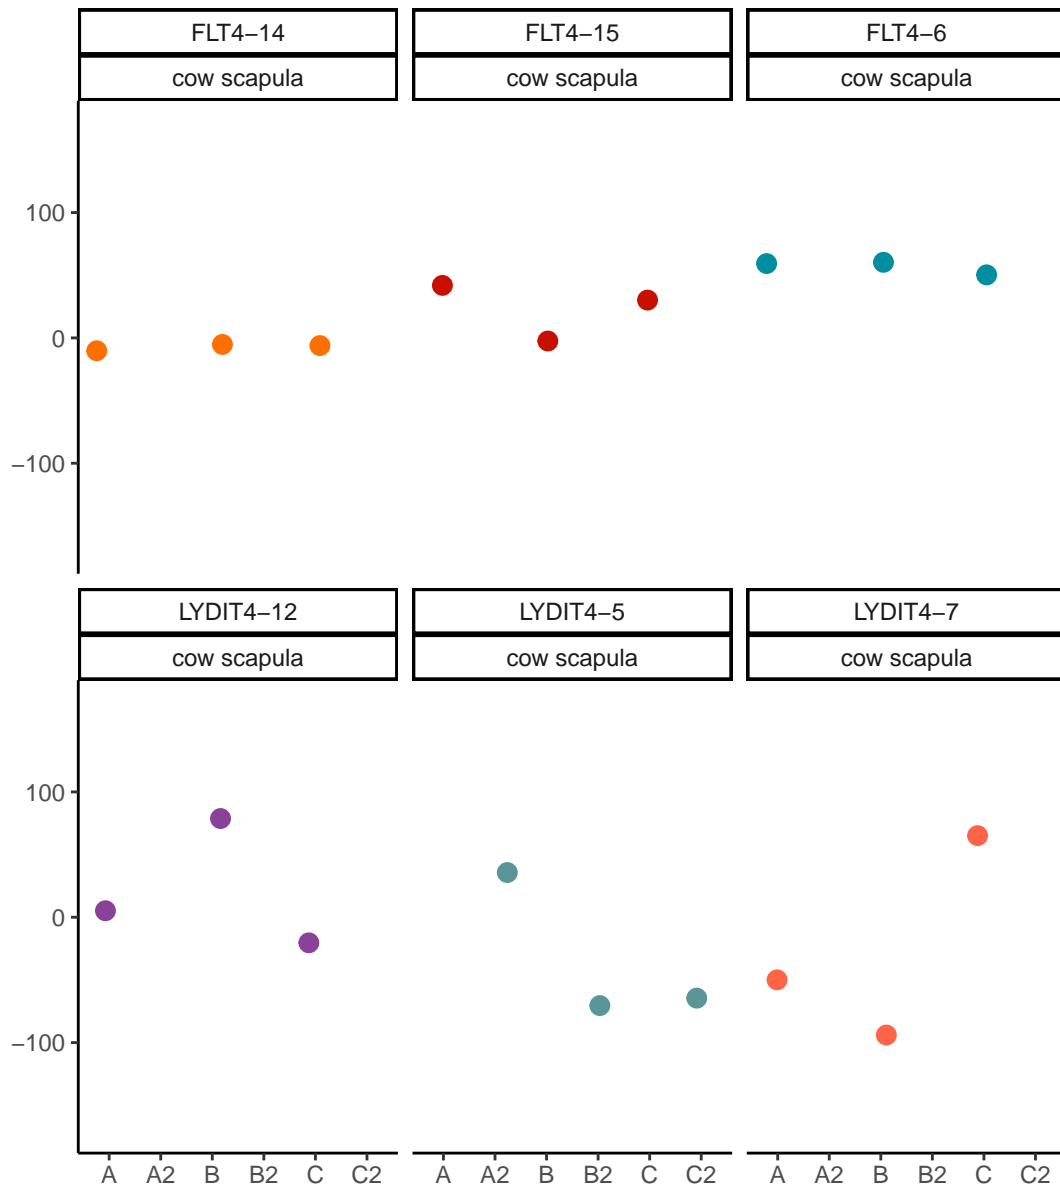 FLT4−14 FLT4−15 FLT4−6
cow scapula cow scapula cow scapula
100
0
−100
LYDIT4−12 LYDIT4−5 LYDIT4−7
cow scapula cow scapula cow scapula
100
0
−100
A A2 B B2 C C2 A A2 B B2 C C2 A A2 B B2 C C2